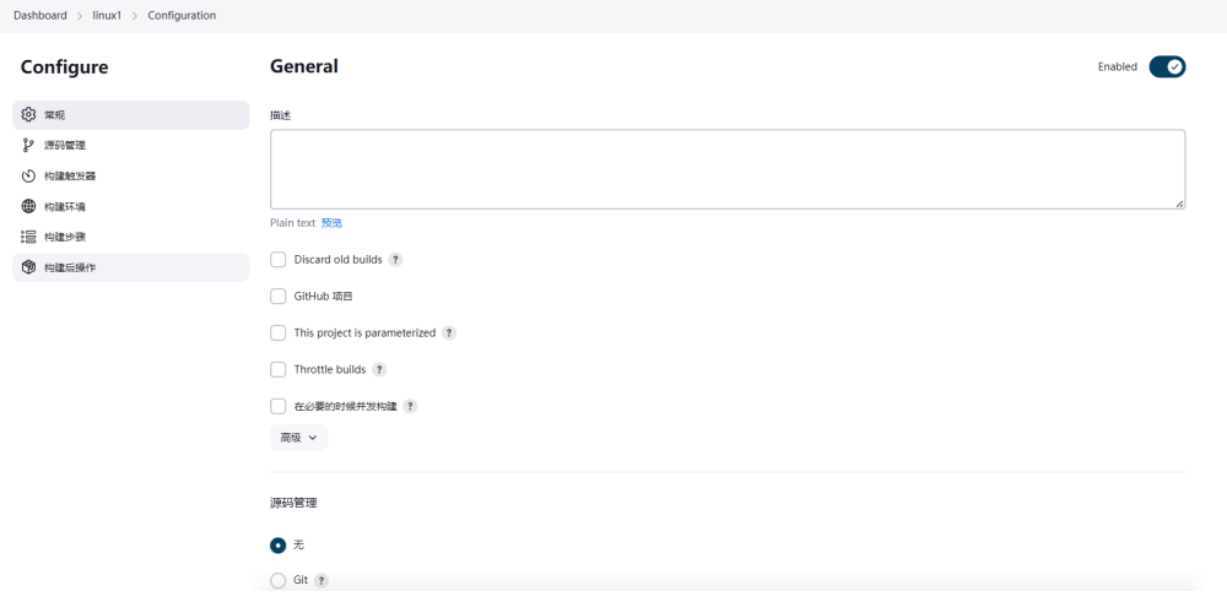 Dashboard > linux1 > Configuration
Configure
常规
源码管理
构建触发器
构建环境
构建步骤
构建后操作
General
Enabled
描述
Plain text 预览
Discard old builds ?
GitHub 项目
This project is parameterized ?
Throttle builds ?
在必要的时候并发构建 ?
高级
源码管理
无
Git ?